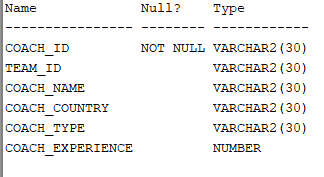 Name Null? Type
---------------- -------- ------------
COACH_ID NOT NULL VARCHAR2(30)
TEAM_ID VARCHAR2(30)
COACH_NAME VARCHAR2(30)
COACH_COUNTRY VARCHAR2(30)
COACH_TYPE VARCHAR2(30)
COACH_EXPERIENCE NUMBER